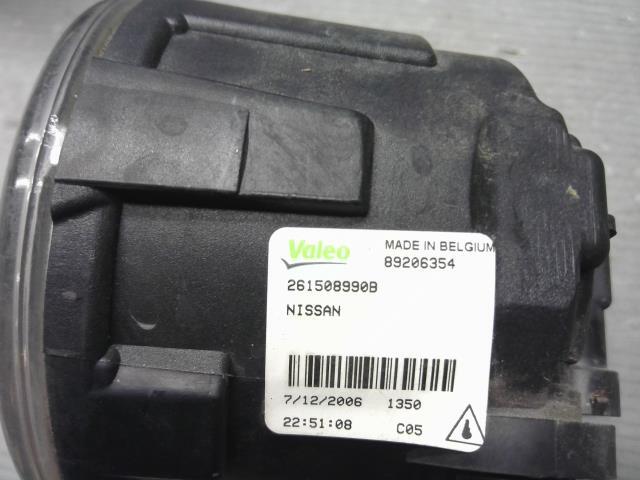 Valeo
MADE IN BELGIUM
89206354
261508990B
NISSAN
7/12/2006 1350
22:51:08 C05